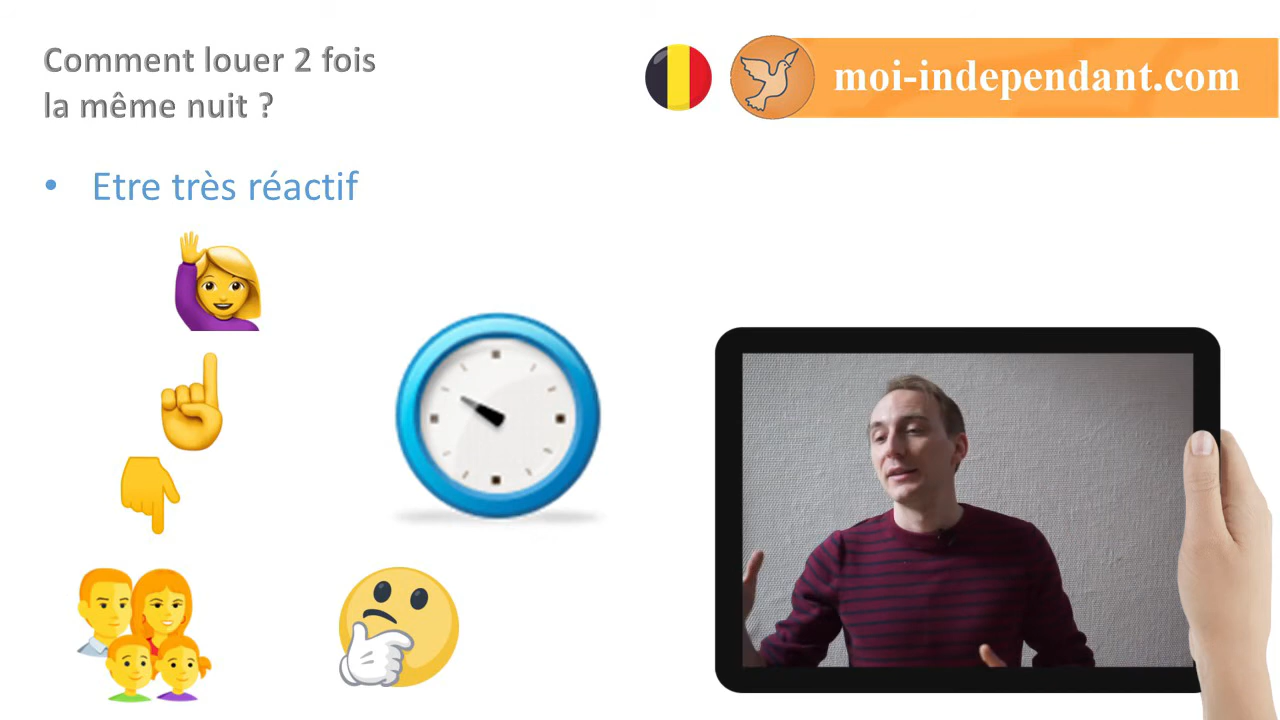 Comment louer 2 fois
la même nuit ?
moi-independant.com
• Etre très réactif